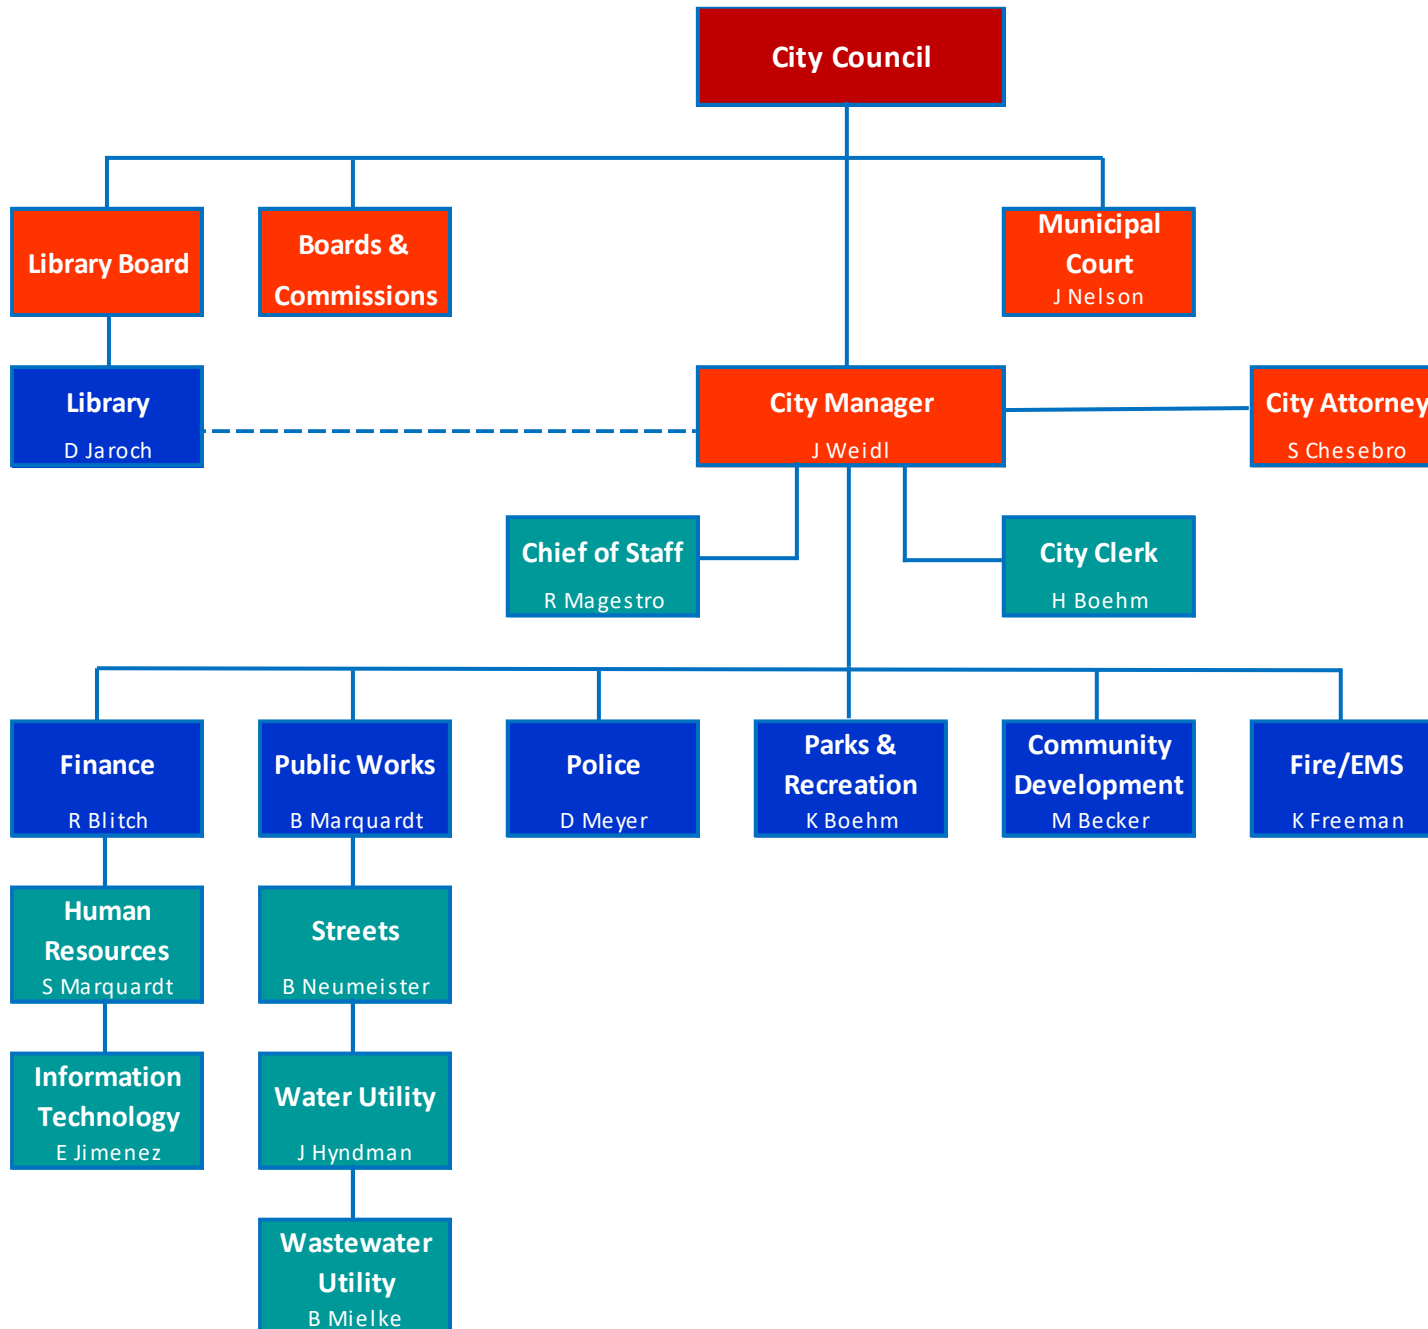 City Council
Library Board
Boards &
Commissions
Municipal
Court
J Nelson
Library
D Jaroch
City Manager
J Weidl
City Attorney
S Chesebro
Chief of Staff
R Magestro
City Clerk
H Boehm
Finance
R Blitch
Public Works
B Marquardt
Police
D Meyer
Parks &
Recreation
K Boehm
Community
Development
M Becker
Fire/EMS
K Freeman
Human
Resources
S Marquardt
Streets
B Neumeister
Information
Technology
E Jimenez
Water Utility
J Hyndman
Wastewater
Utility
B Mielke